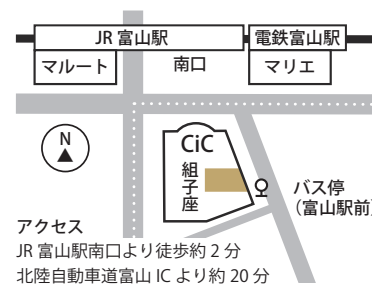 JR 富山駅
電鉄富山駅
マルート
南口
マリエ
N
CiC
組子座
バス停
（富山駅前）
アクセス
JR 富山駅南口より徒歩約 2 分
北陸自動車道富山 IC より約 20 分